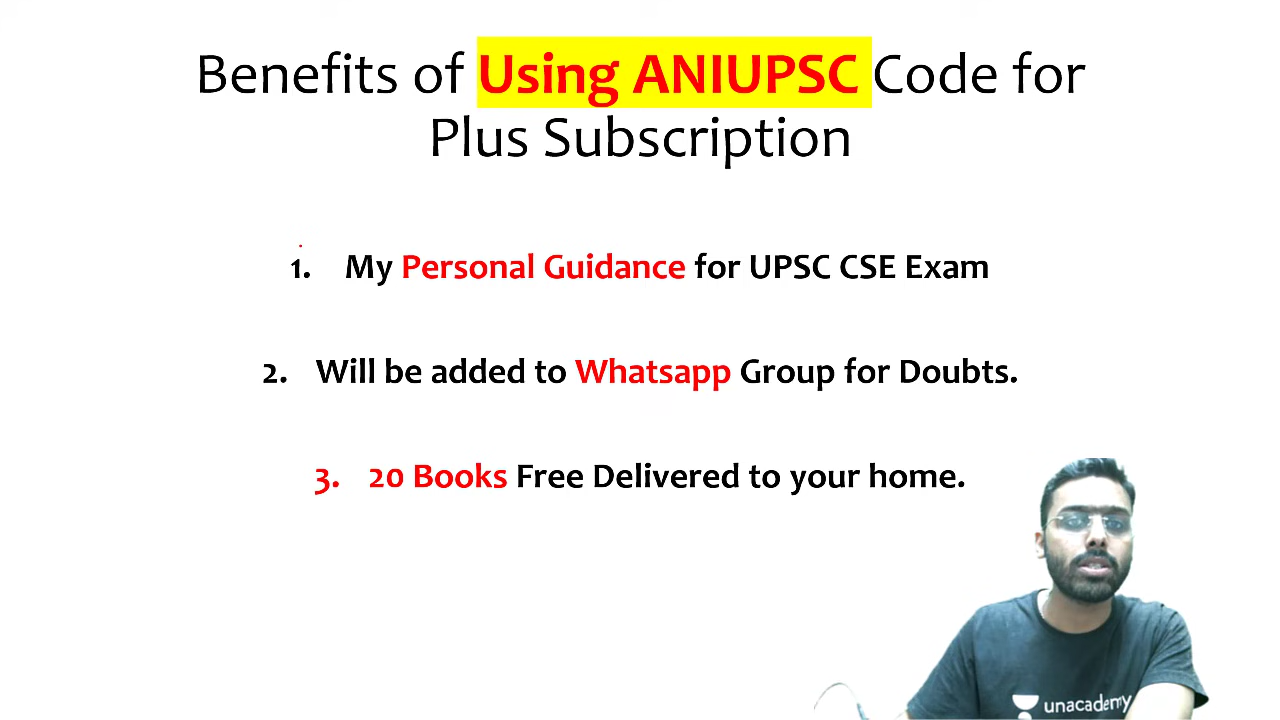 Benefits of Using ANIUPSC Code for
Plus Subscription
1. My Personal Guidance for UPSC CSE Exam
2. Will be added to Whatsapp Group for Doubts.
3. 20 Books Free Delivered to your home.
unacademy